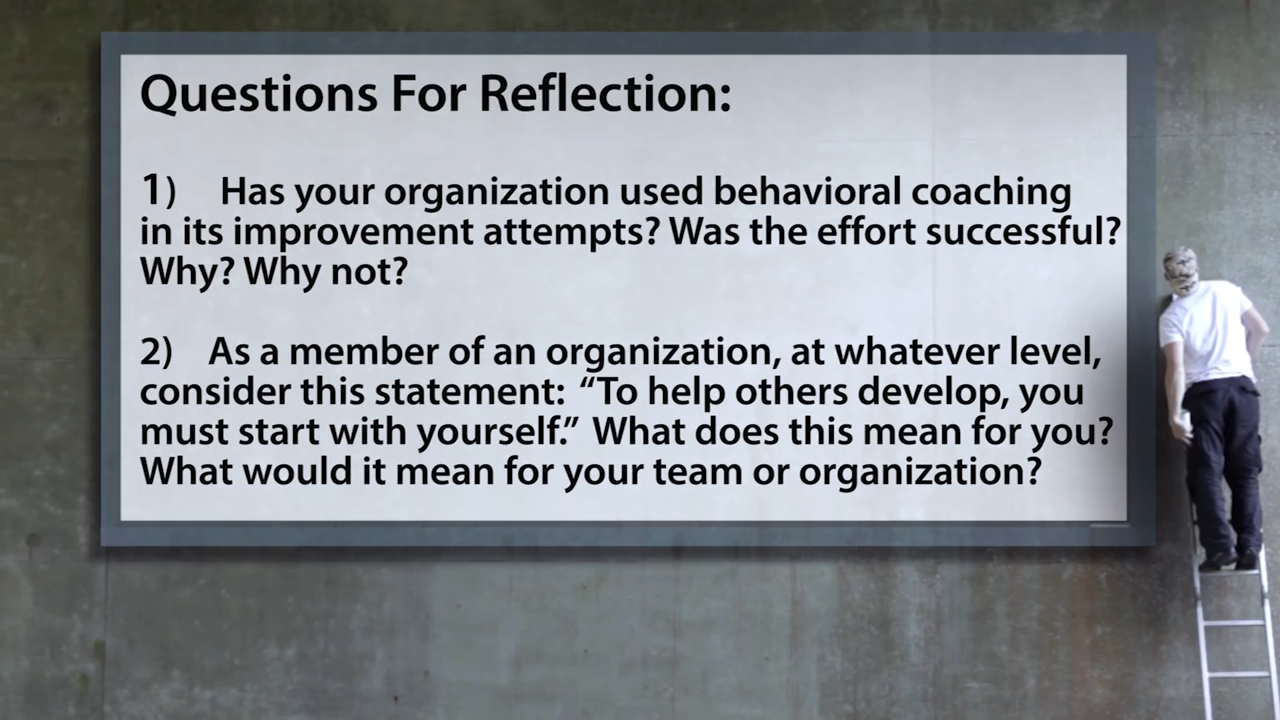 Questions For Reflection:
1) Has your organization used behavioral coaching
in its improvement attempts? Was the effort successful?
Why? Why not?
2) As a member of an organization, at whatever level,
consider this statement: “To help others develop, you
must start with yourself.” What does this mean for you?
What would it mean for your team or organization?